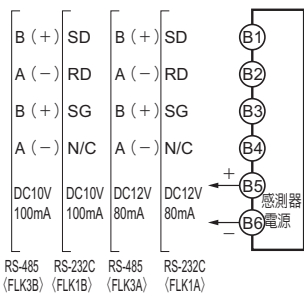 B（+） SD B（+） SD B1
A（−） RD A（−） RD B2
B（+） SG B（+） SG B3
A（−） N/C A（−） N/C B4
DC10V DC10V DC12V DC12V + B5
100mA 100mA 80mA 80mA 感測器
B6 電源
−
RS-485 RS-232C RS-485 RS-232C
〈FLK3B〉 〈FLK1B〉 〈FLK3A〉 〈FLK1A〉